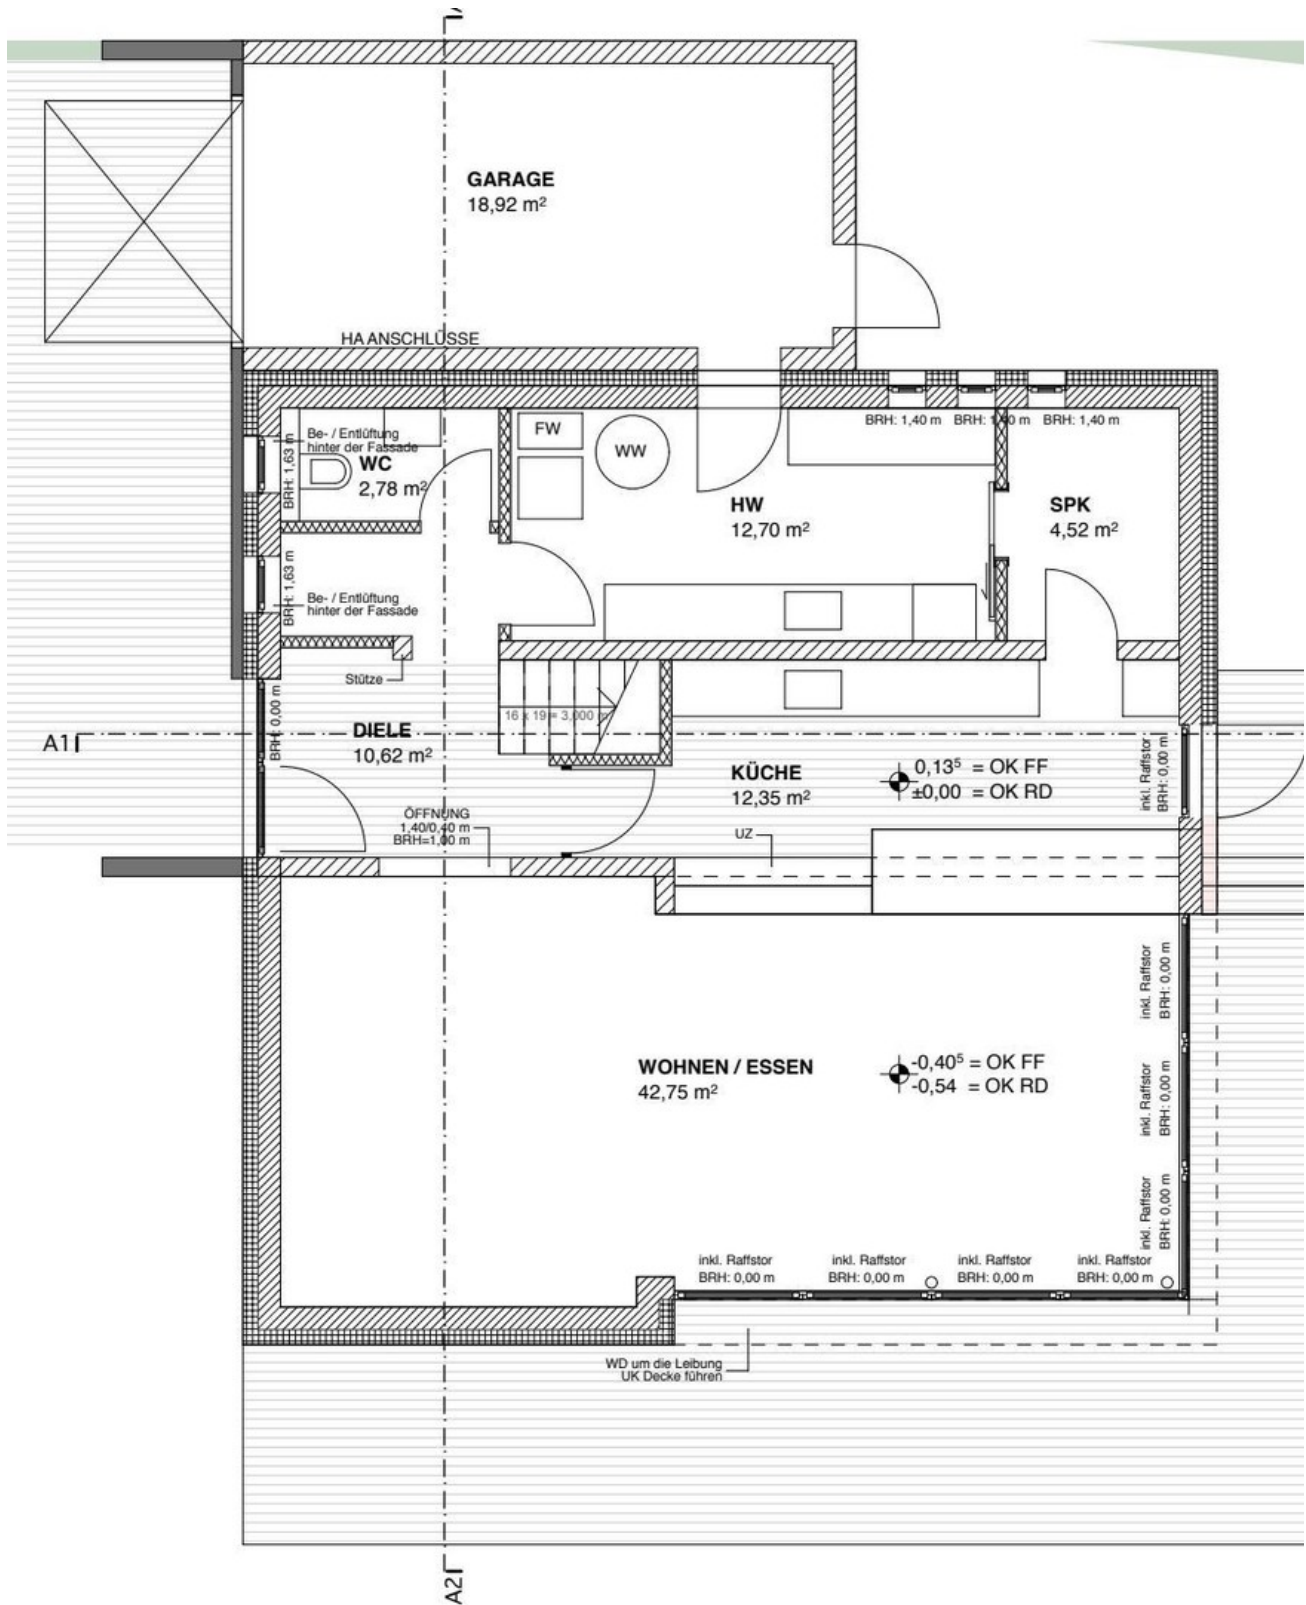 GARAGE
18,92 m²
HA ANSCHLÜSSE
BRH: 1,40 m
BRH: 1,40 m
BRH: 1,40 m
Be- / Entlüftung
hinter der Fassade
BRH: 1,63 m
WC
2,78 m²
FW
WW
HW
12,70 m²
SPK
4,52 m²
Be- / Entlüftung
hinter der Fassade
BRH: 1,63 m
Stütze
BRH: 0,00 m
16 x 19 = 3,000 m
A1
DIELE
10,62 m²
KÜCHE
12,35 m²
0,13⁵ = OK FF
±0,00 = OK RD
inkl. Raffstor
BRH: 0,00 m
ÖFFNUNG
1,40/0,40 m
BRH=1,00 m
UZ
inkl. Raffstor
BRH: 0,00 m
WOHNEN / ESSEN
42,75 m²
-0,40⁵ = OK FF
-0,54 = OK RD
inkl. Raffstor
BRH: 0,00 m
inkl. Raffstor
BRH: 0,00 m
inkl. Raffstor
BRH: 0,00 m
inkl. Raffstor
BRH: 0,00 m
inkl. Raffstor
BRH: 0,00 m
inkl. Raffstor
BRH: 0,00 m
WD um die Leibung
UK Decke führen
A2